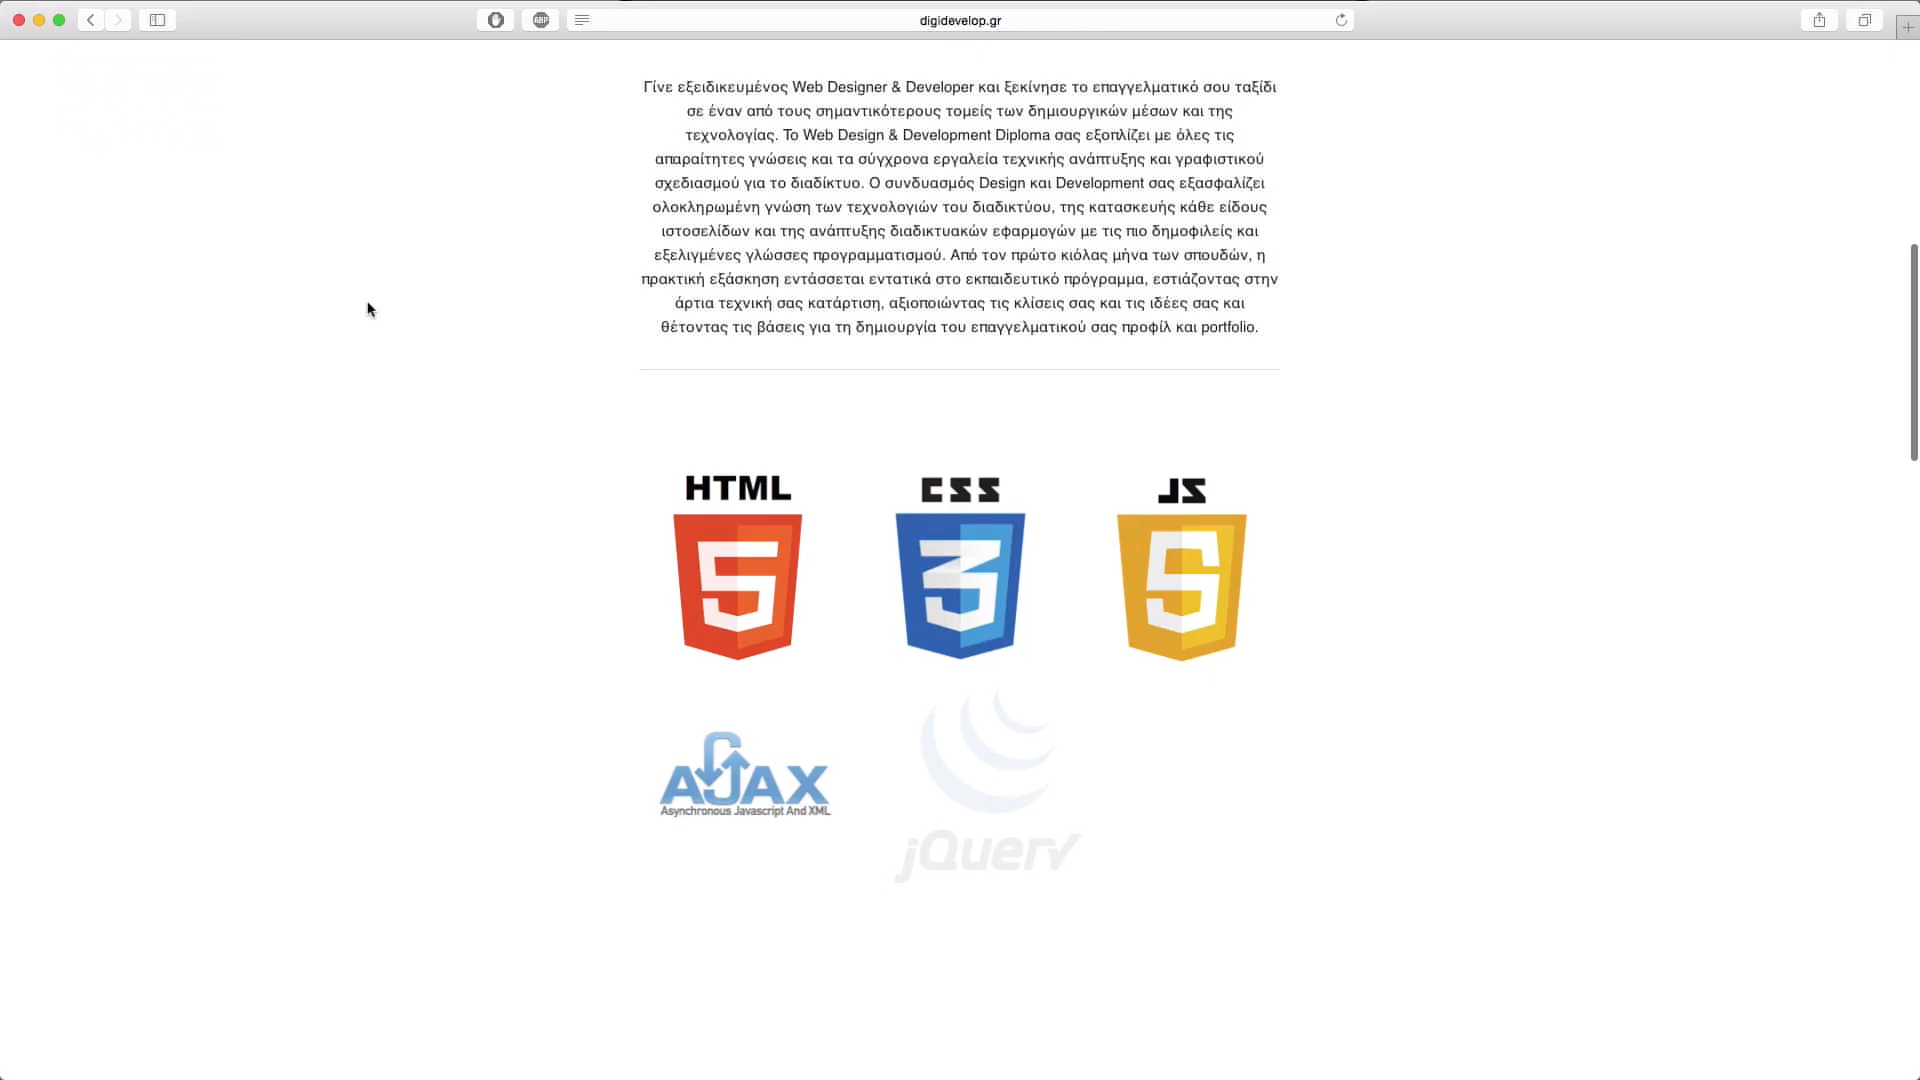 ABP
digidevelop.gr
Γίνε εξειδικευμένος Web Designer & Developer και ξεκίνησε το επαγγελματικό σου ταξίδι
σε έναν από τους σημαντικότερους τομείς των δημιουργικών μέσων και της
τεχνολογίας. Το Web Design & Development Diploma σας εξοπλίζει με όλες τις
απαραίτητες γνώσεις και τα σύγχρονα εργαλεία τεχνικής ανάπτυξης και γραφιστικού
σχεδιασμού για το διαδίκτυο. Ο συνδυασμός Design και Development σας εξασφαλίζει
ολοκληρωμένη γνώση των τεχνολογιών του διαδικτύου, της κατασκευής κάθε είδους
ιστοσελίδων και της ανάπτυξης διαδικτυακών εφαρμογών με τις πιο δημοφιλείς και
εξελιγμένες γλώσσες προγραμματισμού. Από τον πρώτο κιόλας μήνα των σπουδών, η
πρακτική εξάσκηση εντάσσεται εντατικά στο εκπαιδευτικό πρόγραμμα, εστιάζοντας στην
άρτια τεχνική σας κατάρτιση, αξιοποιώντας τις κλίσεις σας και τις ιδέες σας και
θέτοντας τις βάσεις για τη δημιουργία του επαγγελματικού σας προφίλ και portfolio.
HTML CSS JS
5 3 5
AJAX
Asynchronous Javascript And XML
jQuery